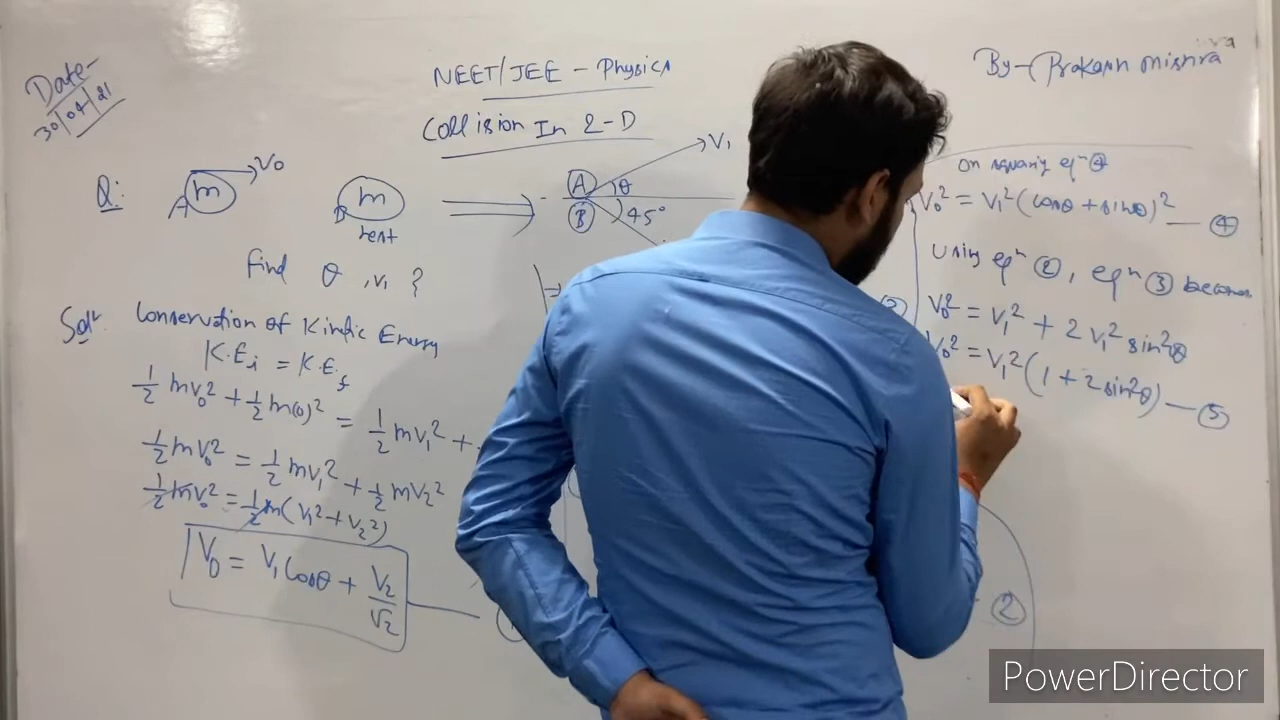 Date-
30/04/21
NEET/JEE - Physics
Collision In 2-D
By- Prakash Mishra
Q:
m
V0
A
m
B
rest
A
B
θ
45°
V1
Find θ, v1 ?
Solⁿ
Conservation of Kinetic Energy
K.Ei = K.Ef
1/2 mv0² + 1/2 m(0)² = 1/2 mv1² +
1/2 mv0² = 1/2 mv1² + 1/2 mv2²
1/2 mv0² = 1/2 m(v1² + v2²)
V0 = V1 Cosθ + V2/√2
On squaring eqⁿ ④
V0² = V1² (cosθ + sinθ)² — ④
Using eqⁿ ②, eqⁿ ③ becomes
V0² = V1² + 2 V1² sin²θ
V0² = V1² (1 + 2 sin²θ) — ⑤
②
PowerDirector